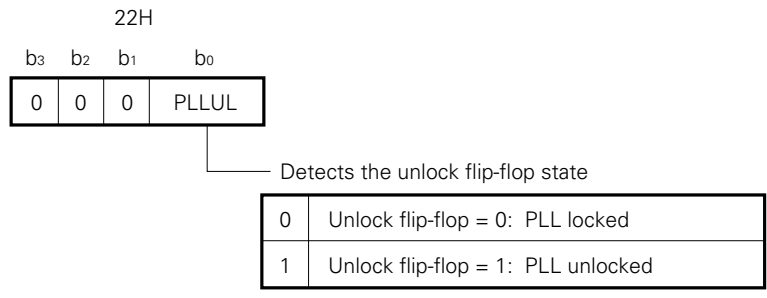 22H
b3 b2 b1 b0
0 0 0 PLLUL
Detects the unlock flip-flop state
0 Unlock flip-flop = 0: PLL locked
1 Unlock flip-flop = 1: PLL unlocked